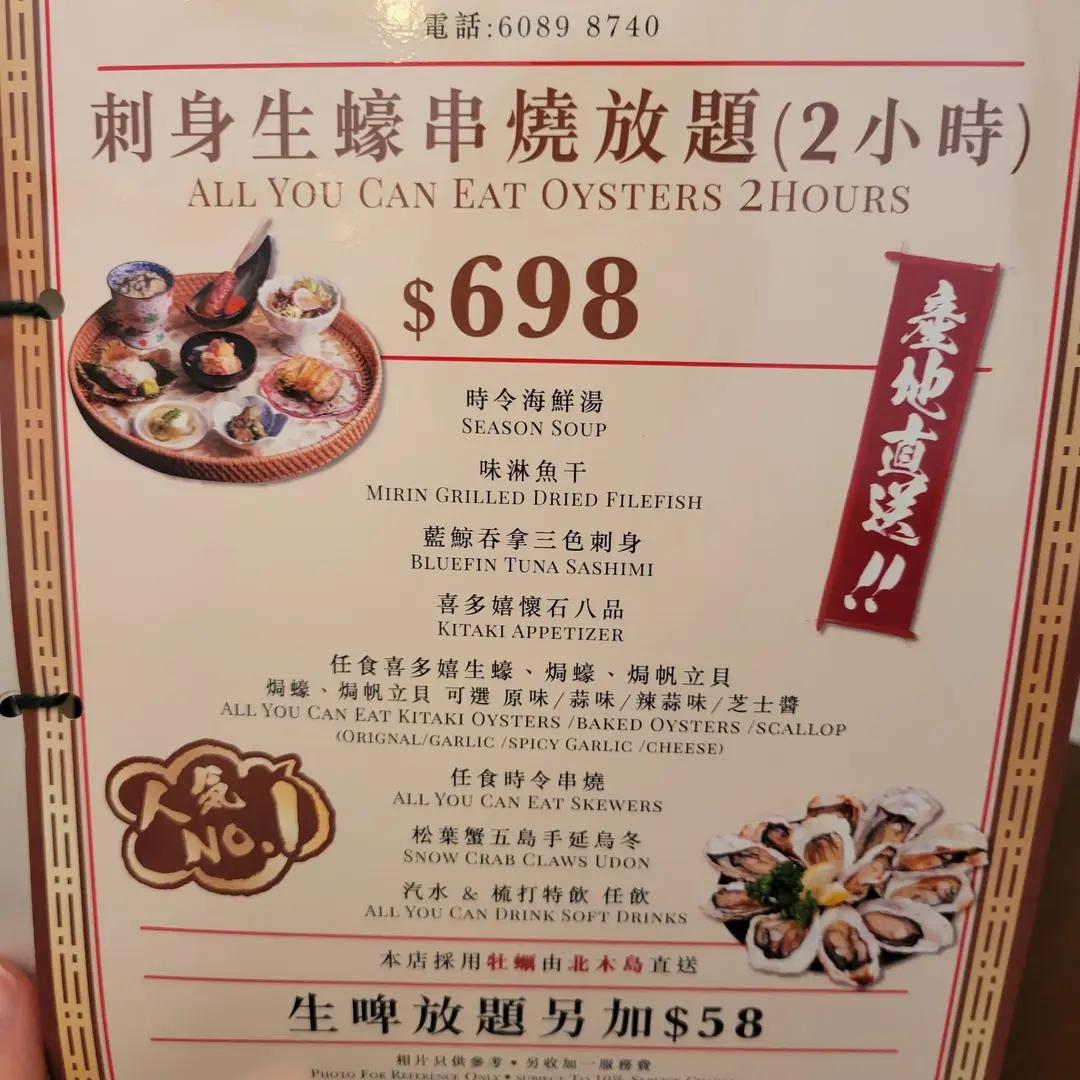 電話:6089 8740
刺身生蠔串燒放題(2小時)
ALL YOU CAN EAT OYSTERS 2HOURS
$698
產地直送!!
時令海鮮湯
SEASON SOUP
味淋魚干
MIRIN GRILLED DRIED FILEFISH
藍鯨吞拿三色刺身
BLUEFIN TUNA SASHIMI
喜多嬉懷石八品
KITAKI APPETIZER
任食喜多嬉生蠔、焗蠔、焗帆立貝
焗蠔、焗帆立貝 可選 原味/蒜味/辣蒜味/芝士醬
ALL YOU CAN EAT KITAKI OYSTERS /BAKED OYSTERS /SCALLOP
(ORIGNAL/GARLIC /SPICY GARLIC /CHEESE)
任食時令串燒
ALL YOU CAN EAT SKEWERS
人気
NO.1
松葉蟹五島手延烏冬
SNOW CRAB CLAWS UDON
汽水 & 梳打特飲 任飲
ALL YOU CAN DRINK SOFT DRINKS
本店採用牡蠣由北木島直送
生啤放題另加$58
相片只供參考•另收加一服務費
PHOTO FOR REFERENCE ONLY • SUBJECT TO 10% SERVICE CHARGE